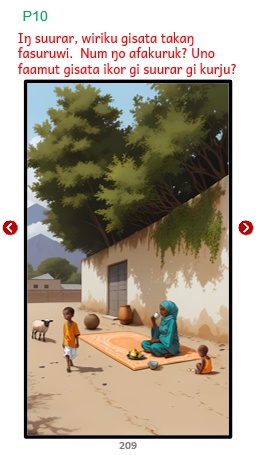 P10
Iŋ suurar, wiriku gisata takaŋ
fasuruwi.  Num ŋo afakuruk? Uno
faamut gisata ikor gi suurar gi kurju?
209